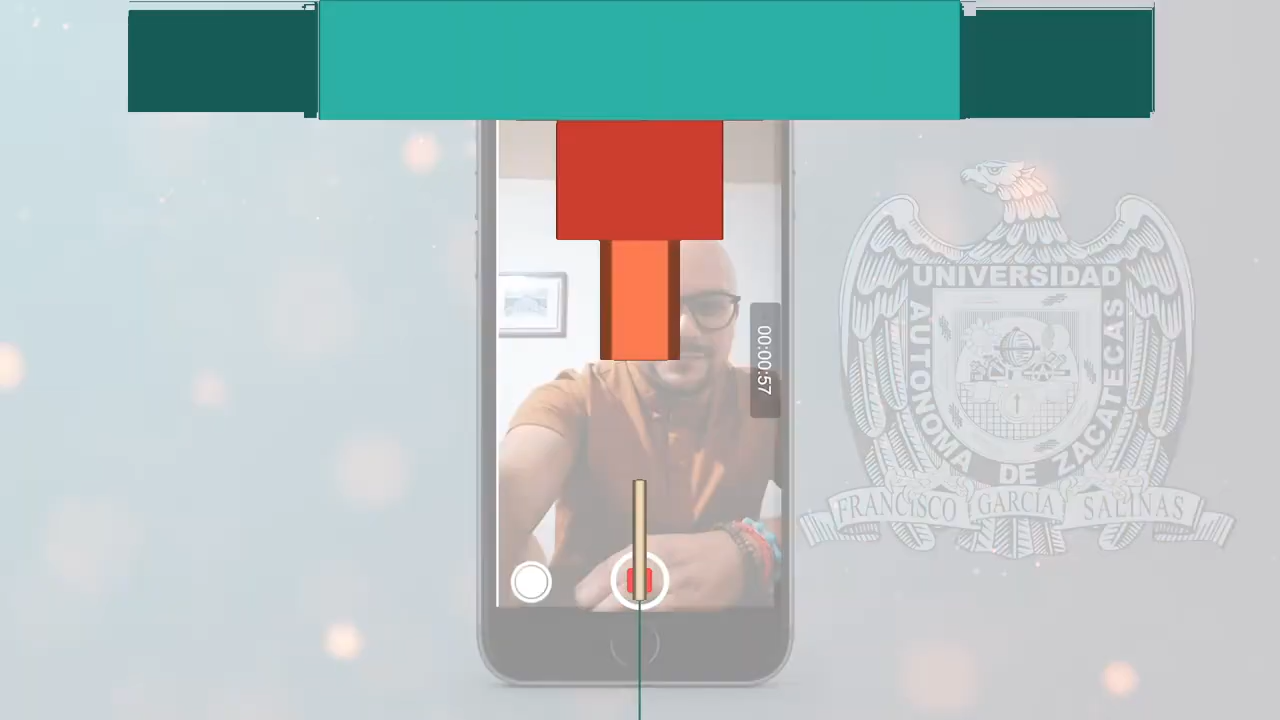 00:00:57
UNIVERSIDAD
AUTONOMA DE ZACATECAS
FRANCISCO GARCIA SALINAS